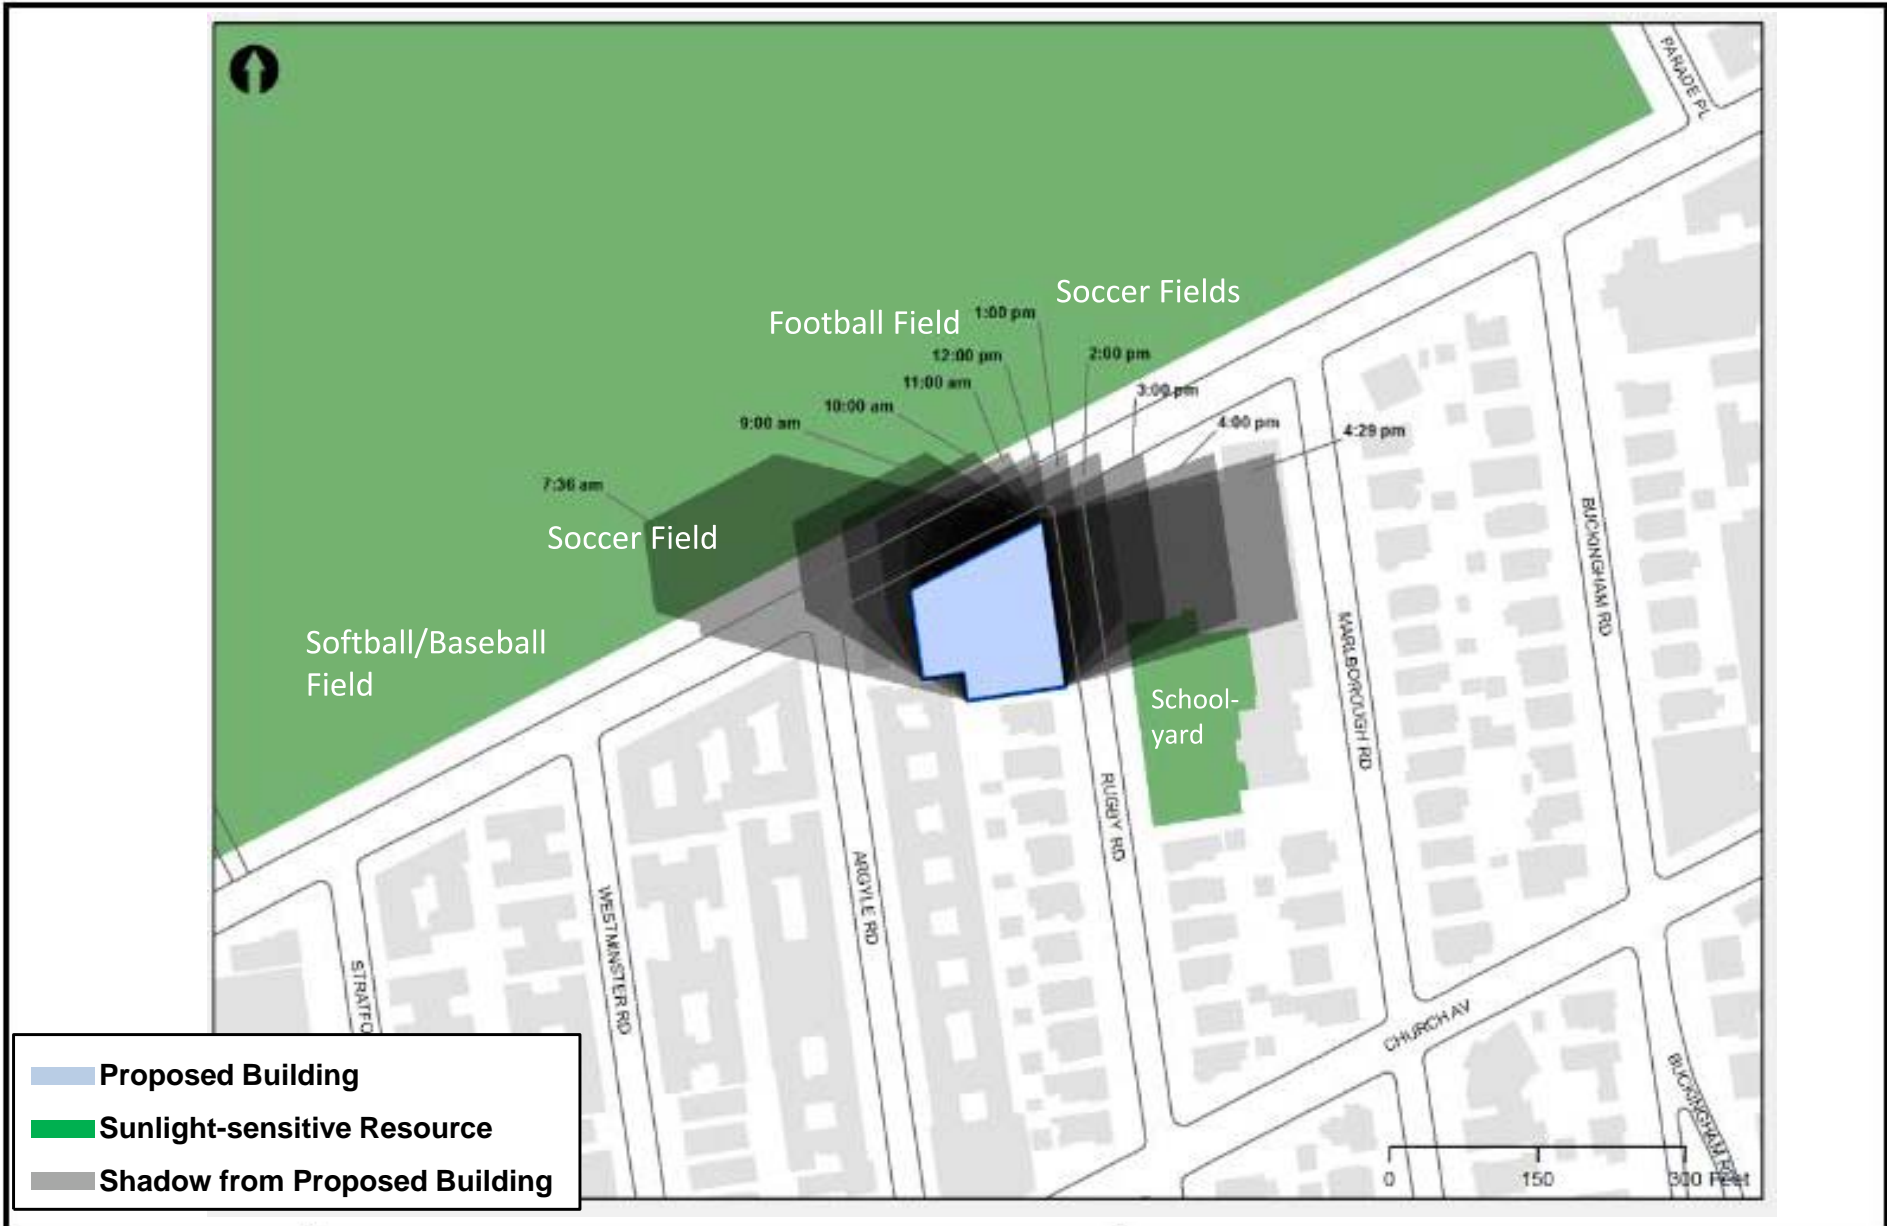 PARADE PL
Soccer Fields
Football Field
1:00 pm
12:00 pm
2:00 pm
11:00 am
3:00 pm
10:00 am
9:00 am
4:00 pm
4:29 pm
7:36 am
Soccer Field
Softball/Baseball
Field
School-
yard
BUCKINGHAM RD
MARLBOROUGH RD
RUGBY RD
ARGYLE RD
WESTMINSTER RD
STRATFO
CHURCH AV
BUCKINGHAM RD
Proposed Building
Sunlight-sensitive Resource
Shadow from Proposed Building
0 150 300 Feet